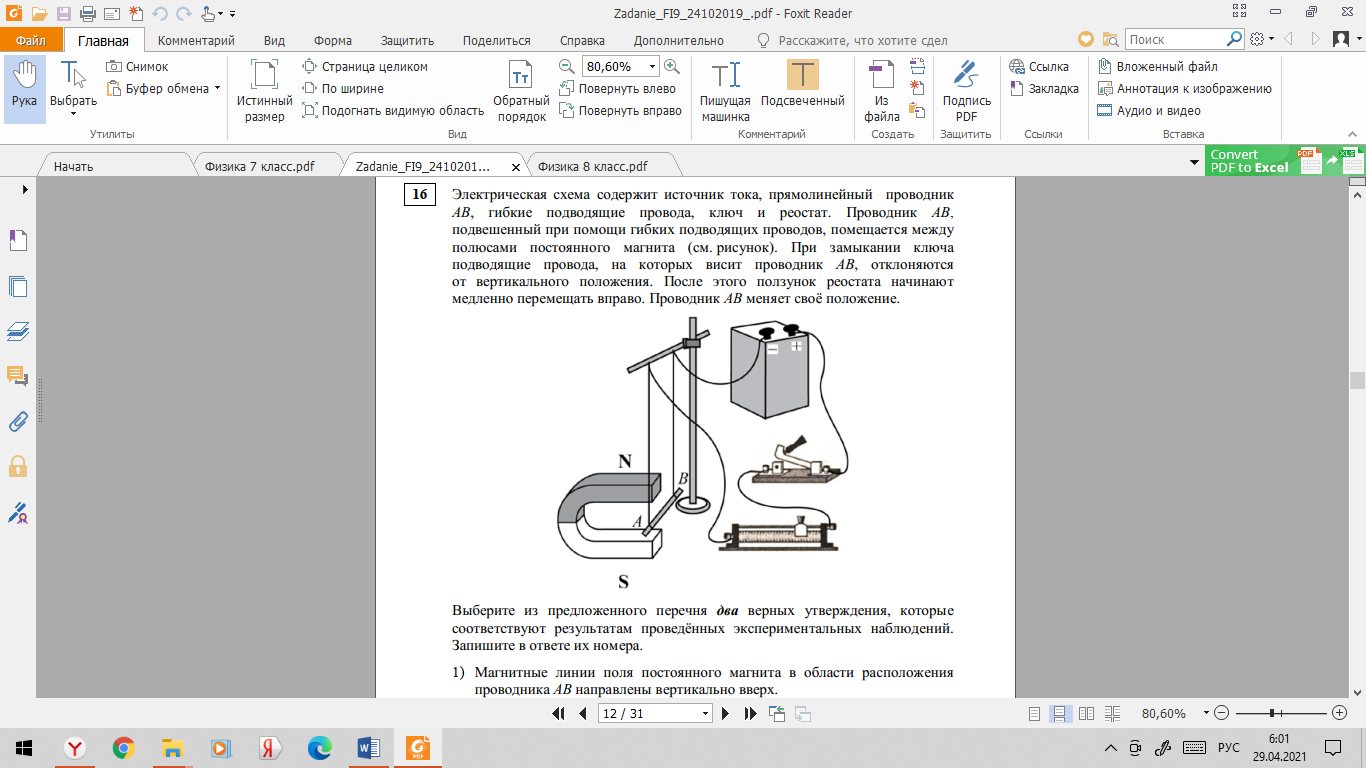 Zadanie_FI9_24102019_.pdf - Foxit Reader
Файл Главная Комментарий Вид Форма Защитить Поделиться Справка Дополнительно Расскажите, что хотите сдел Поиск
Рука
Выбрать
Снимок
Буфер обмена
Утилиты
Истинный размер
Страница целиком
По ширине
Подогнать видимую область
Обратный порядок
80,60%
Повернуть влево
Повернуть вправо
Вид
Пишущая машинка
Подсвеченный
Комментарий
Из файла
Создать
Подпись PDF
Защитить
Ссылка
Закладка
Ссылки
Вложенный файл
Аннотация к изображению
Аудио и видео
Вставка
Начать Физика 7 класс.pdf Zadanie_FI9_2410201... Физика 8 класс.pdf
Convert
PDF to Excel
PDF XLS
16 Электрическая схема содержит источник тока, прямолинейный проводник
AB, гибкие подводящие провода, ключ и реостат. Проводник AB,
подвешенный при помощи гибких подводящих проводов, помещается между
полюсами постоянного магнита (см. рисунок). При замыкании ключа
подводящие провода, на которых висит проводник AB, отклоняются
от вертикального положения. После этого ползунок реостата начинают
медленно перемещать вправо. Проводник AB меняет своё положение.
− +
N
B
A
S
Выберите из предложенного перечня два верных утверждения, которые
соответствуют результатам проведённых экспериментальных наблюдений.
Запишите в ответе их номера.
1) Магнитные линии поля постоянного магнита в области расположения
проводника AB направлены вертикально вверх.
12 / 31 80,60%
РУС
6:01
29.04.2021